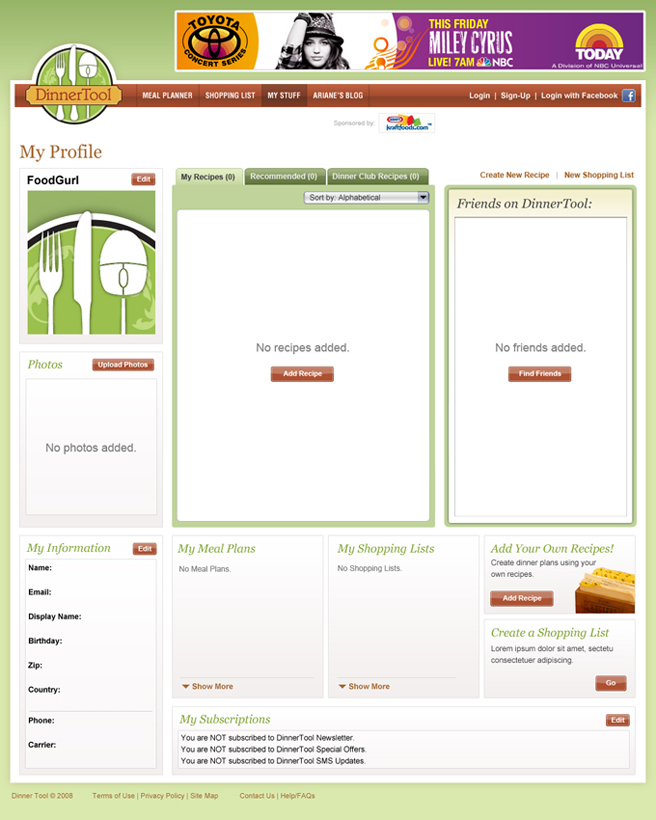 TOYOTA
CONCERT SERIES
THIS FRIDAY
MILEY CYRUS
LIVE! 7AM NBC
TODAY
A Division of NBC Universal
DinnerTool
MEAL PLANNER SHOPPING LIST MY STUFF ARIANE'S BLOG
Login | Sign-Up | Login with Facebook f
Sponsored by:
KRAFT
kraftfoods.com
My Profile
FoodGurl Edit
My Recipes (0) Recommended (0) Dinner Club Recipes (0)
Create New Recipe | New Shopping List
Sort by: Alphabetical
Friends on DinnerTool:
No recipes added.
Add Recipe
No friends added.
Find Friends
Photos Upload Photos
No photos added.
My Information Edit
Name:
Email:
Display Name:
Birthday:
Zip:
Country:
Phone:
Carrier:
My Meal Plans
No Meal Plans.
Show More
My Shopping Lists
No Shopping Lists.
Show More
Add Your Own Recipes!
Create dinner plans using your
own recipes.
Add Recipe
Create a Shopping List
Lorem ipsum dolor sit amet, sectetu
consectetuer adipiscing.
Go
My Subscriptions Edit
You are NOT subscribed to DinnerTool Newsletter.
You are NOT subscribed to DinnerTool Special Offers.
You are NOT subscribed to DinnerTool SMS Updates.
Dinner Tool © 2008 Terms of Use | Privacy Policy | Site Map Contact Us | Help/FAQs